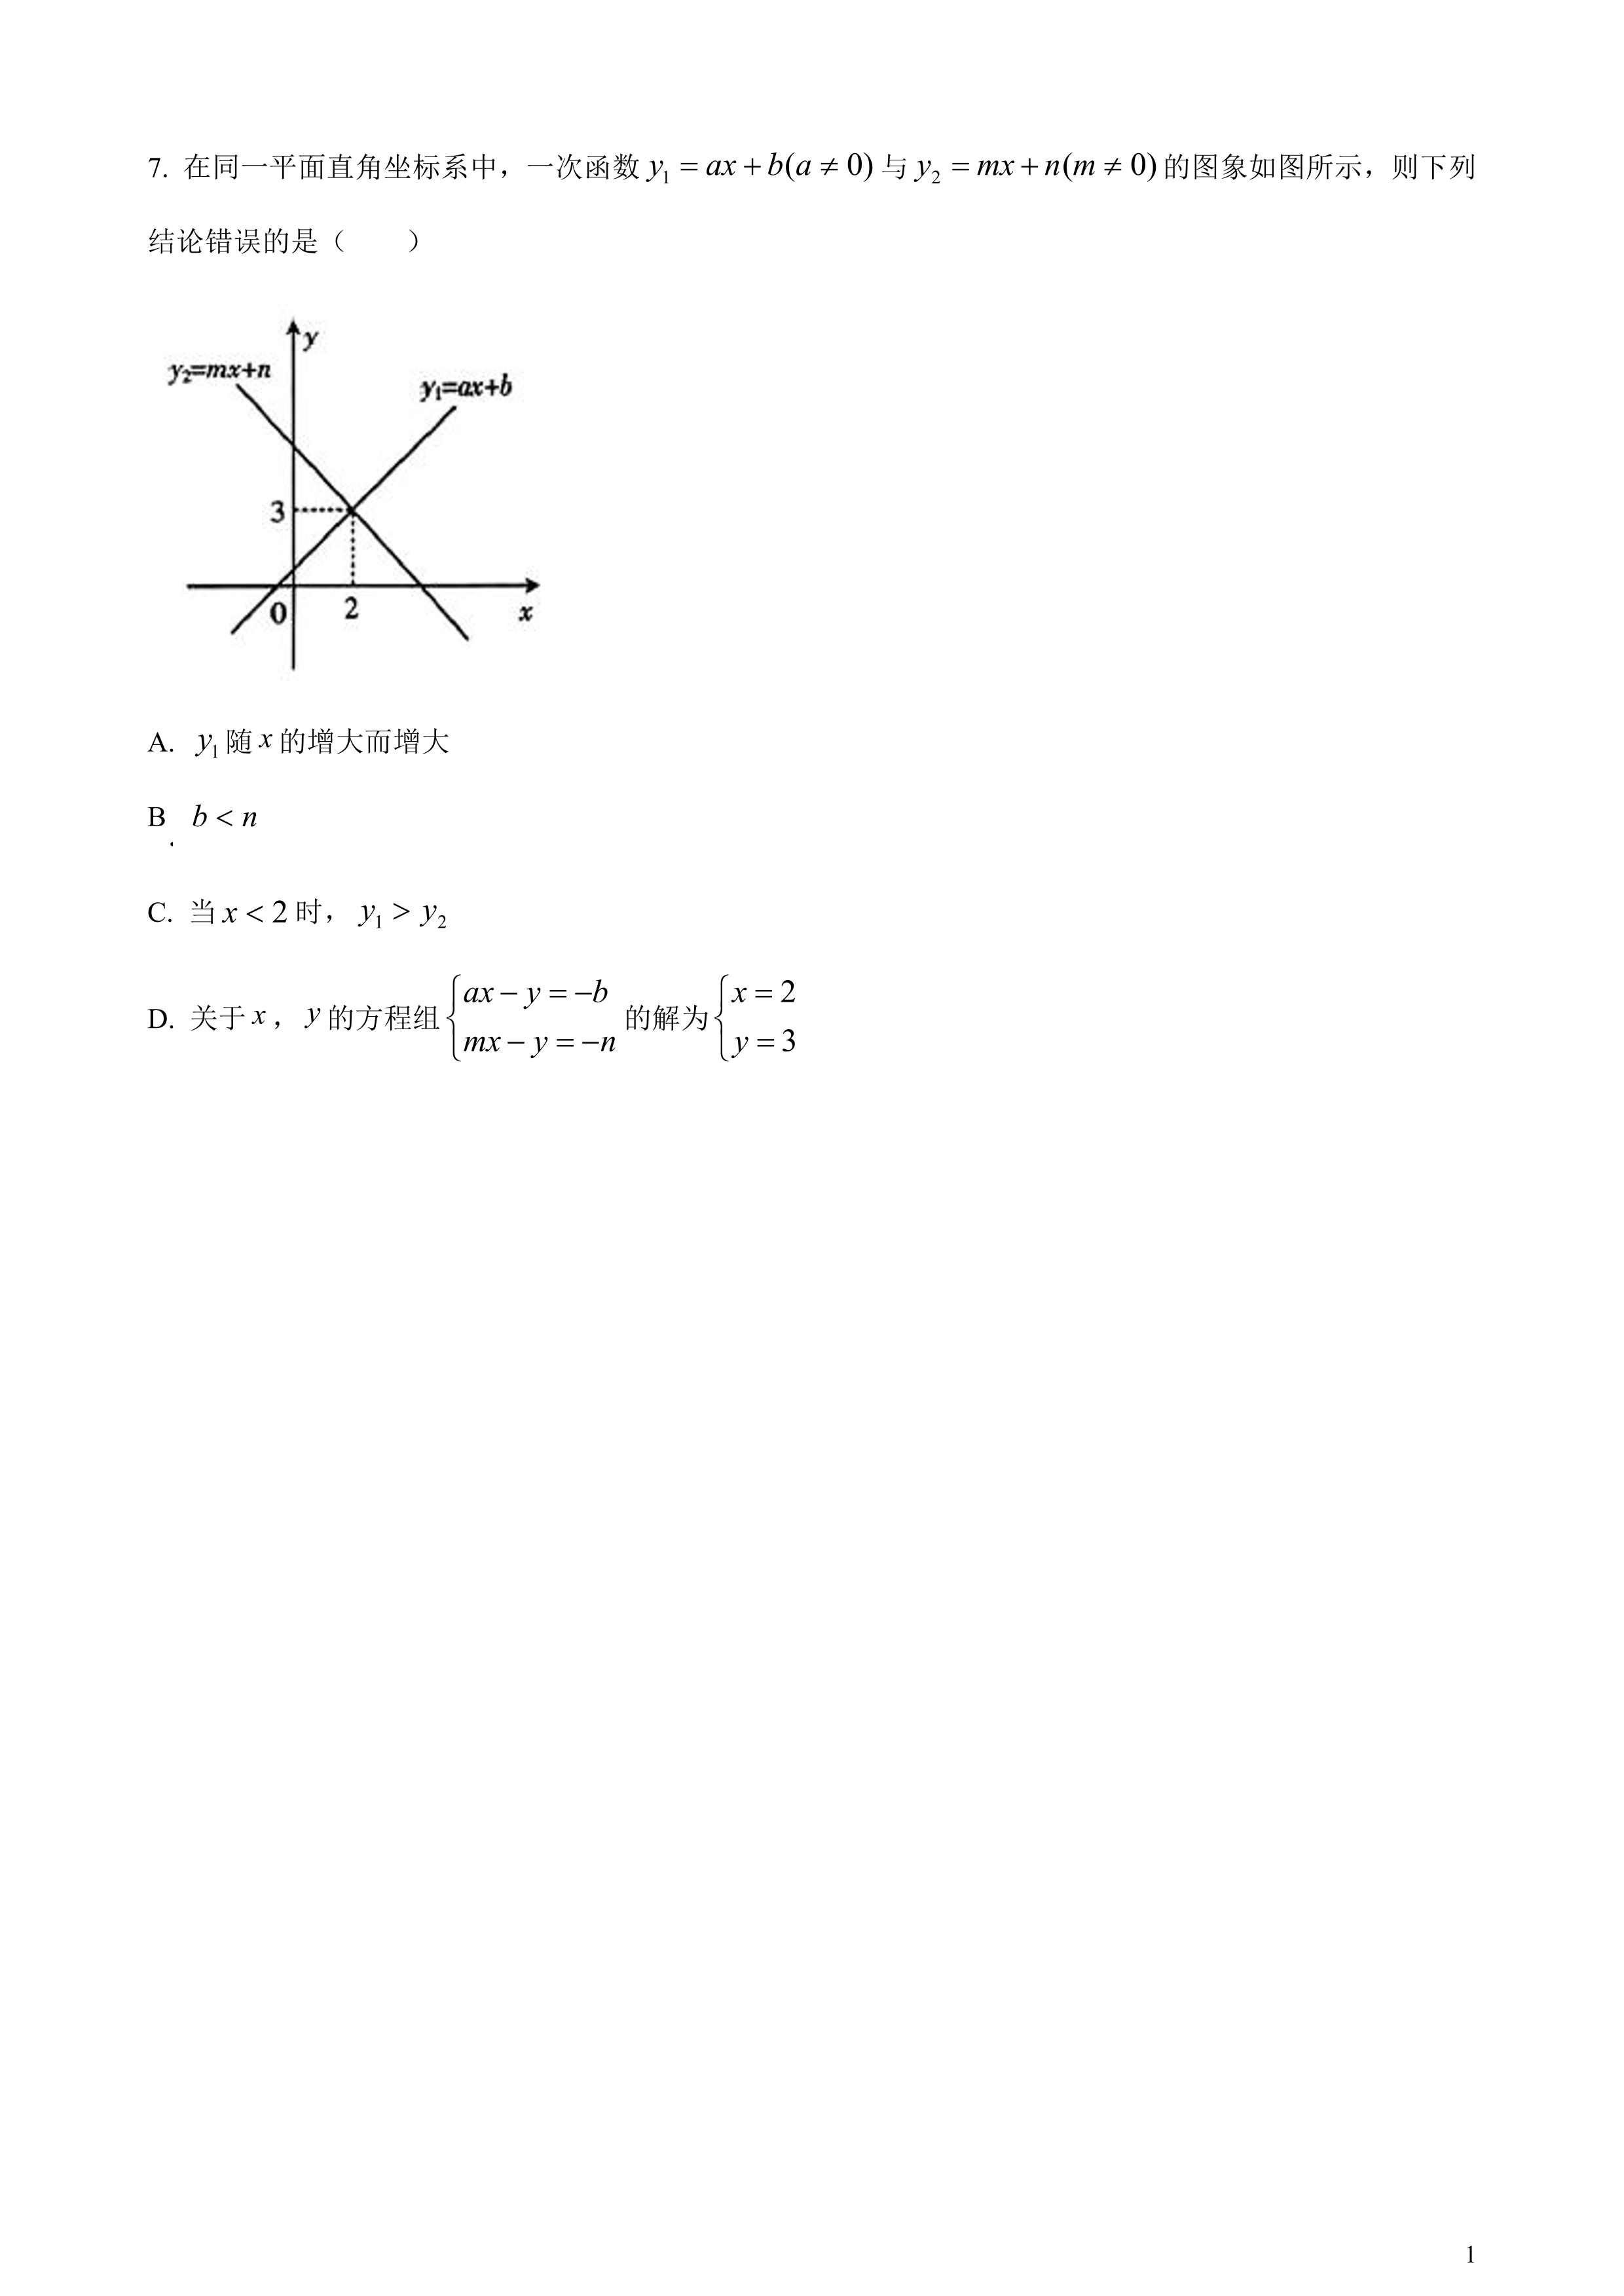 7. 在同一平面直角坐标系中，一次函数 y₁ = ax + b(a ≠ 0) 与 y₂ = mx + n(m ≠ 0) 的图象如图所示，则下列
结论错误的是（　　）
y
y₂=mx+n
y₁=ax+b
3
0 2 x
A. y₁随 x 的增大而增大
B . b < n
C. 当 x < 2 时， y₁ > y₂
D. 关于 x ， y 的方程组 { ax − y = −b mx − y = −n 的解为 { x = 2 y = 3
1